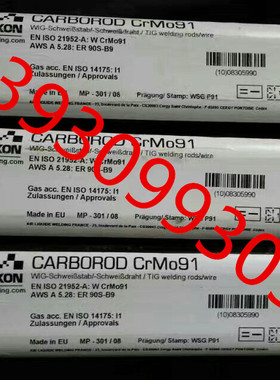 XON
CARBOROD CrMo91
WIG-Schweißstab/-Schweißdraht / TIG welding rods/wire
EN ISO 21952-A: W CrMo91
AWS A 5.28: ER 90S-B9
(10)08305990
Gas acc. EN ISO 14175: I1
Zulassungen / Approvals
Made in EU MP - 301 / 08 Prägung/ Stamp: WSG P91
XON
CARBOROD CrMo91
WIG-Schweißstab/-Schweißdraht / TIG welding rods/wire
EN ISO 21952-A: W CrMo91
AWS A 5.28: ER 90S-B9
(10)08305990
Gas acc. EN ISO 14175: I1
Zulassungen / Approvals
Made in EU MP - 301 / 08 Prägung/ Stamp: WSG P91
XON
CARBOROD CrMo91
WIG-Schweißstab/-Schweißdraht / TIG welding rods/wire
EN ISO 21952-A: W CrMo91
AWS A 5.28: ER 90S-B9
(10)08305990
Gas acc. EN ISO 14175: I1
Zulassungen / Approvals
Made in EU MP - 301 / 08 Prägung/ Stamp: WSG P91